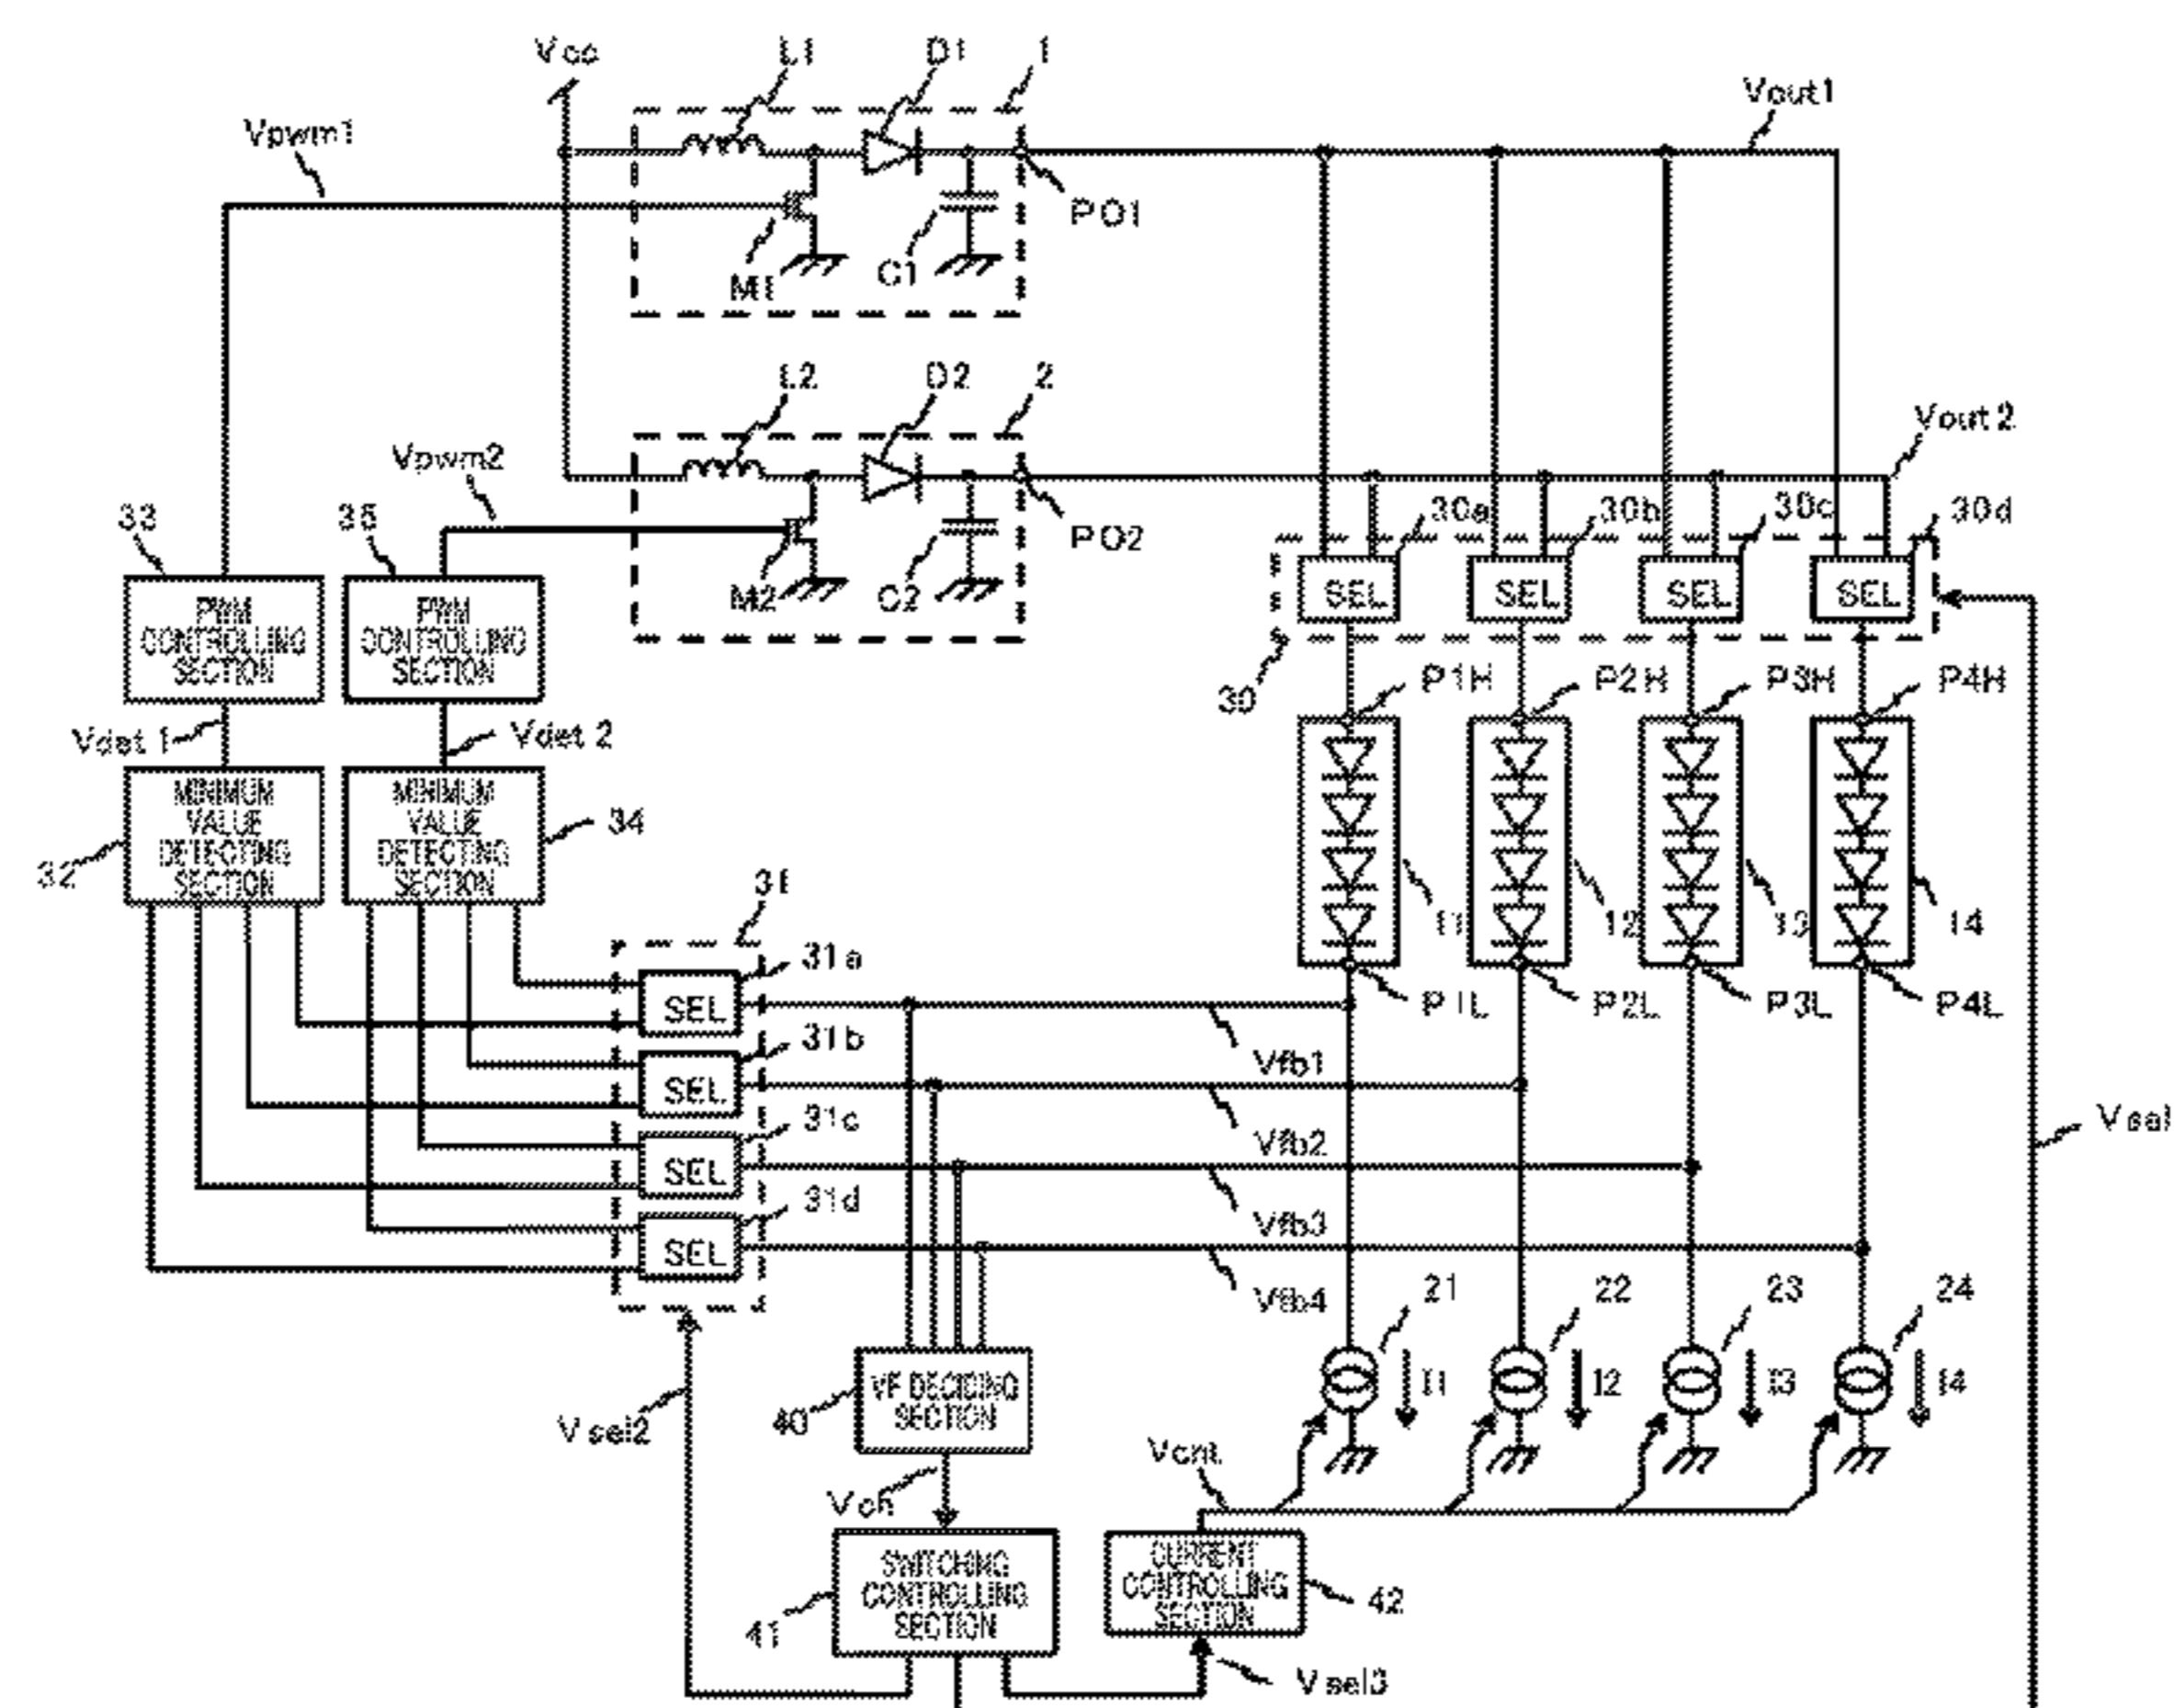 Vcc
L1
D1
1
Vout1
Vpwm1
PO1
M1
C1
L2
D2
2
Vout2
Vpwm2
33
35
30a
30b
30c
30d
PO2
M2
C2
SEL
SEL
SEL
SEL
PWM
CONTROLLING
SECTION
PWM
CONTROLLING
SECTION
30
P1H
P2H
P3H
P4H
Vdet 1
Vdet 2
MINIMUM
VALUE
DETECTING
SECTION
MINIMUM
VALUE
DETECTING
SECTION
32
34
31
11
12
13
14
31a
SEL
P1L
P2L
P3L
P4L
31b
Vfb1
SEL
31c
Vfb2
Vsel
SEL
31d
Vfb3
SEL
Vfb4
21
22
23
24
VF DECIDING
SECTION
40
I1
I2
I3
I4
Vsel2
Vcnt
Vch
SWITCHING
CONTROLLING
SECTION
41
CURRENT
CONTROLLING
SECTION
42
Vsel3